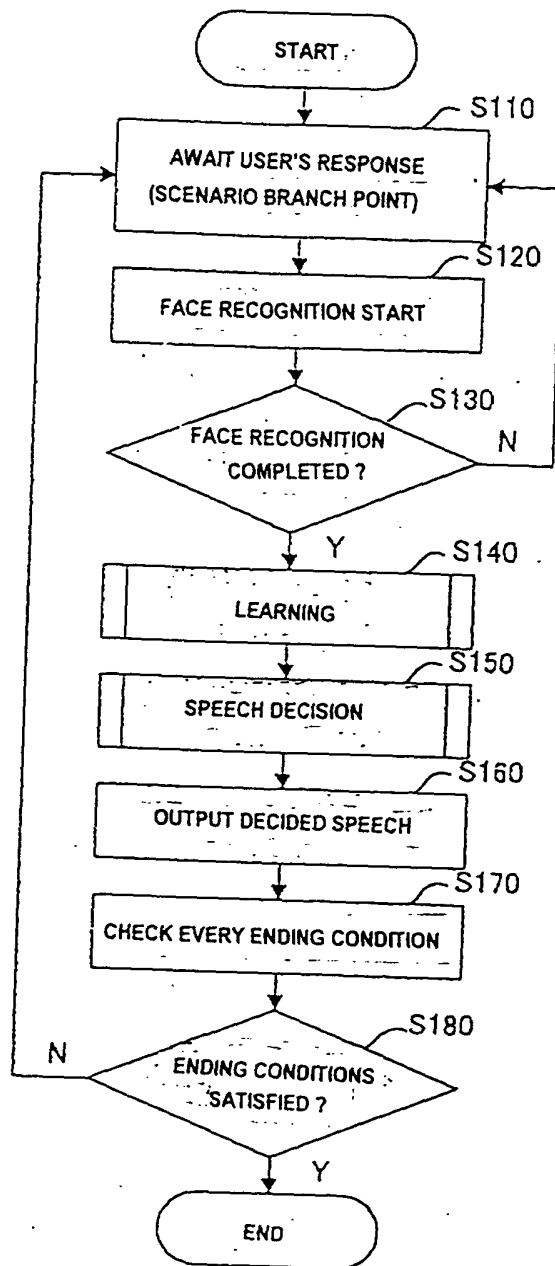 START
S110
AWAIT USER'S RESPONSE
(SCENARIO BRANCH POINT)
S120
FACE RECOGNITION START
S130
FACE RECOGNITION
COMPLETED ?
N
Y
S140
LEARNING
S150
SPEECH DECISION
S160
OUTPUT DECIDED SPEECH
S170
CHECK EVERY ENDING CONDITION
S180
N
ENDING CONDITIONS
SATISFIED ?
Y
END